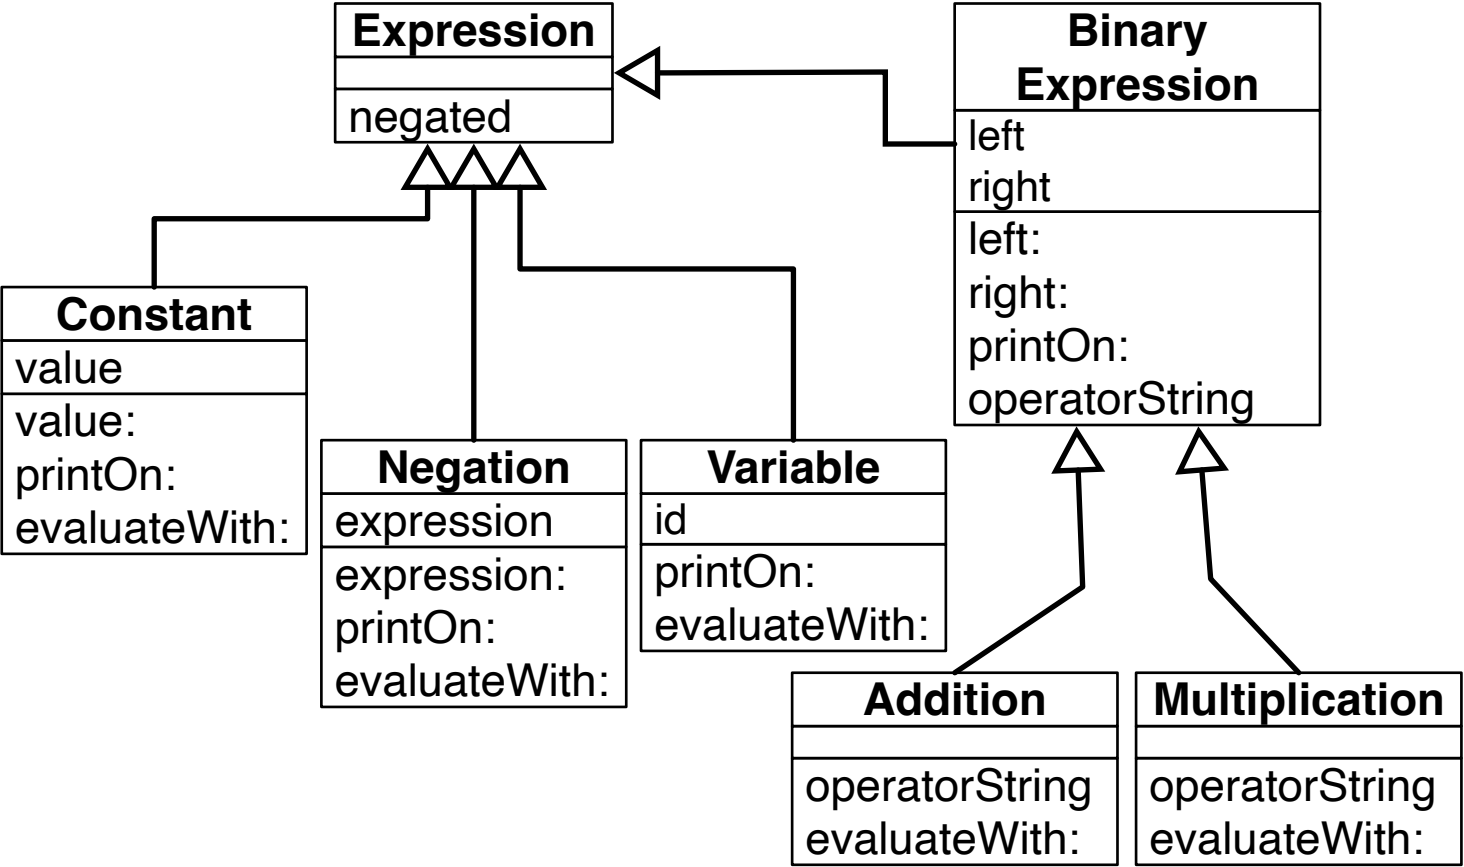 Expression
negated
Binary
Expression
left
right
left:
right:
printOn:
operatorString
Constant
value
value:
printOn:
evaluateWith:
Negation
expression
expression:
printOn:
evaluateWith:
Variable
id
printOn:
evaluateWith:
Addition
operatorString
evaluateWith:
Multiplication
operatorString
evaluateWith: